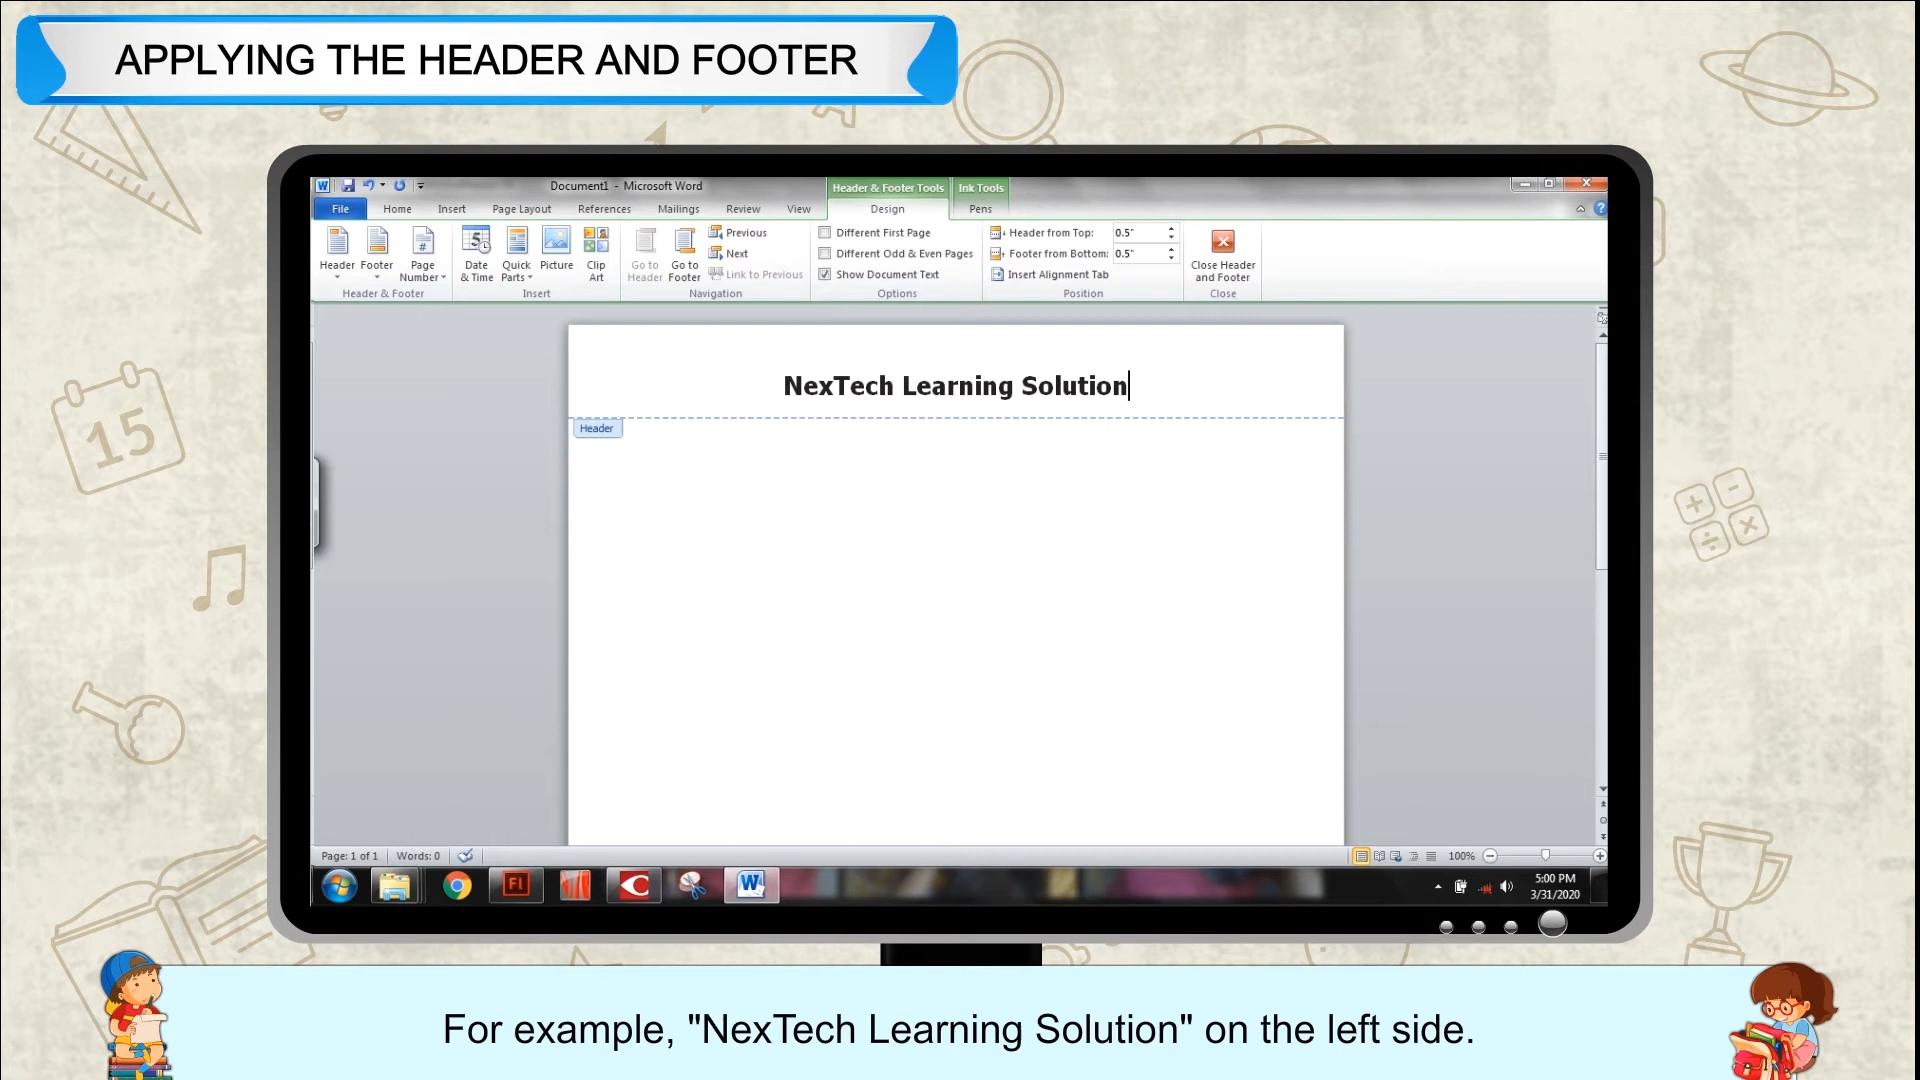 APPLYING THE HEADER AND FOOTER
Document1 - Microsoft Word
Header & Footer Tools
Ink Tools
File Home Insert Page Layout References Mailings Review View Design Pens
Header
Footer
Page Number
Header & Footer
Date & Time
Quick Parts
Picture
Clip Art
Insert
Go to Header
Go to Footer
Previous
Next
Link to Previous
Navigation
Different First Page
Different Odd & Even Pages
Show Document Text
Options
Header from Top: 0.5"
Footer from Bottom: 0.5"
Insert Alignment Tab
Position
Close Header and Footer
Close
NexTech Learning Solution
Header
15
Page: 1 of 1
Words: 0
100%
Fl
W
5:00 PM
3/31/2020
For example, "NexTech Learning Solution" on the left side.